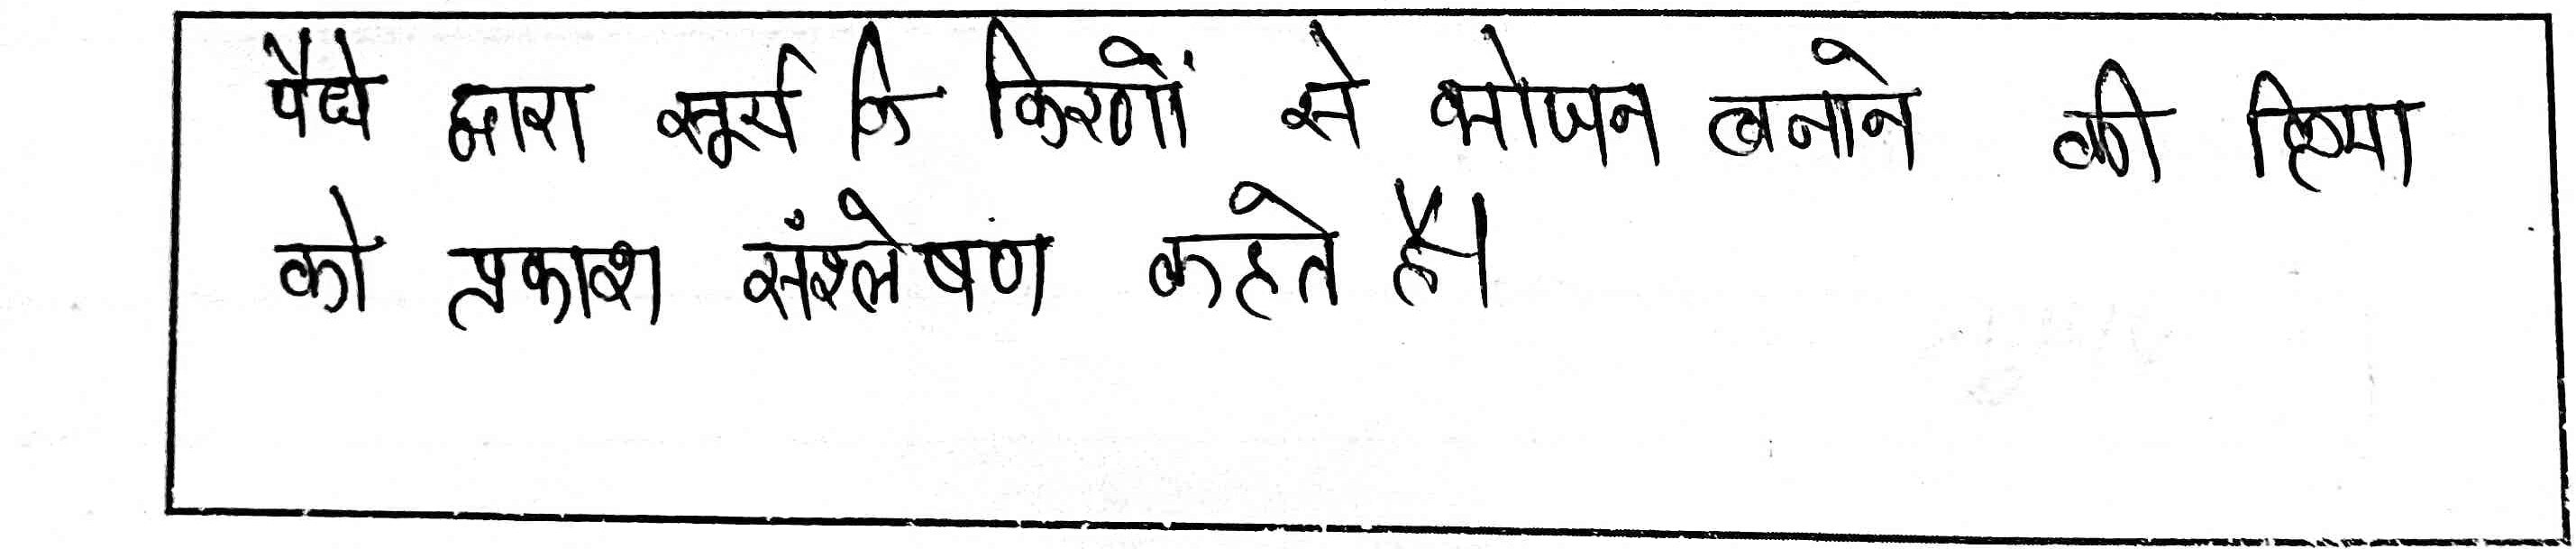 पैधे द्वारा सूर्य कि किरणों से भोजन बनाने की क्रिया
को प्रकाश संश्लेषण कहते है।